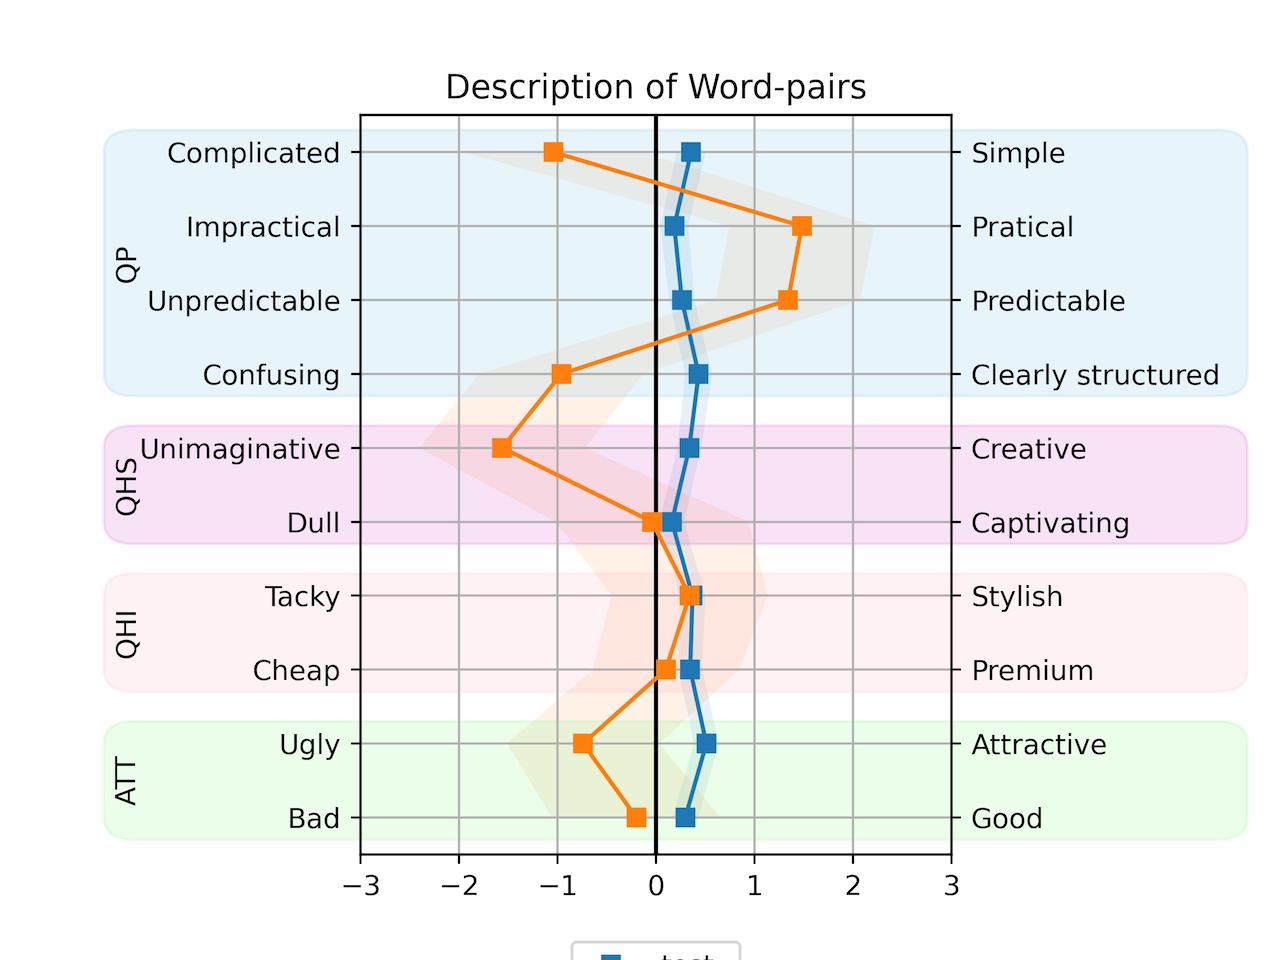 Description of Word-pairs
QP
Complicated Simple
Impractical Pratical
Unpredictable Predictable
Confusing Clearly structured
QHS
Unimaginative Creative
Dull Captivating
QHI
Tacky Stylish
Cheap Premium
ATT
Ugly Attractive
Bad Good
−3 −2 −1 0 1 2 3